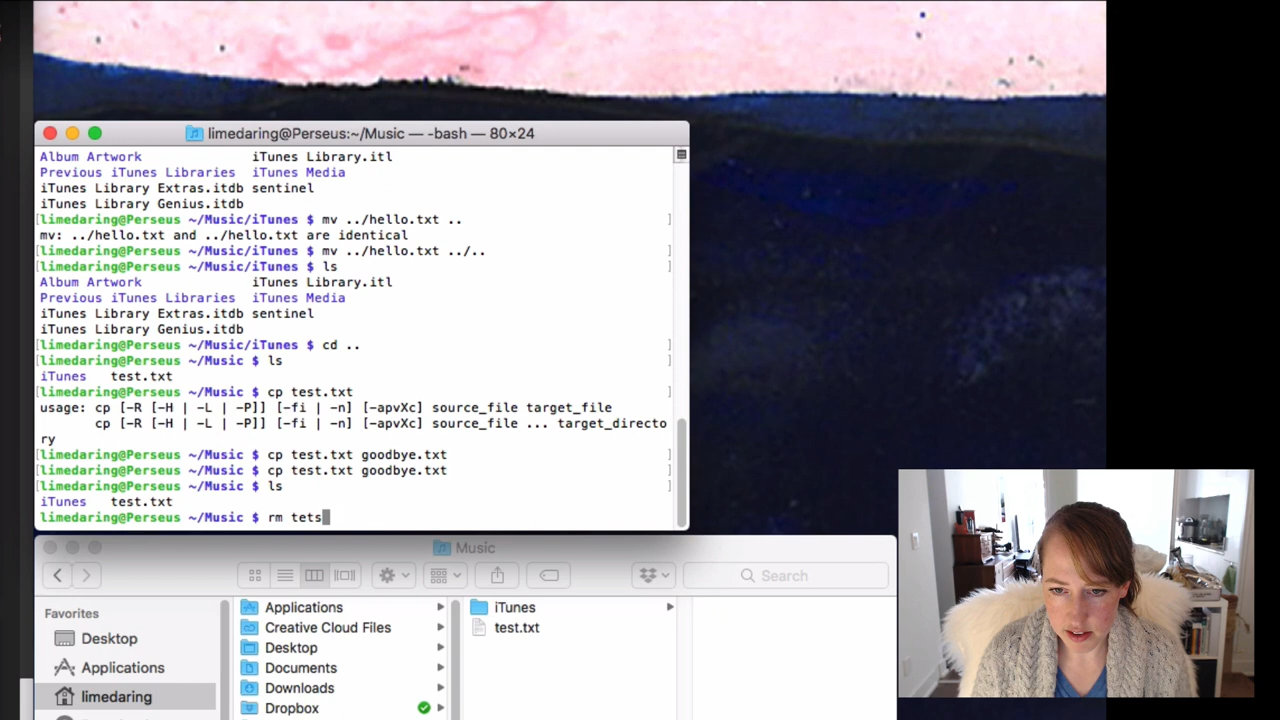 limedaring@Perseus:~/Music — -bash — 80×24
Album Artwork iTunes Library.itl
Previous iTunes Libraries iTunes Media
iTunes Library Extras.itdb sentinel
iTunes Library Genius.itdb
[limedaring@Perseus ~/Music/iTunes $ mv ../hello.txt .. ]
mv: ../hello.txt and ../hello.txt are identical
[limedaring@Perseus ~/Music/iTunes $ mv ../hello.txt ../.. ]
[limedaring@Perseus ~/Music/iTunes $ ls ]
Album Artwork iTunes Library.itl
Previous iTunes Libraries iTunes Media
iTunes Library Extras.itdb sentinel
iTunes Library Genius.itdb
[limedaring@Perseus ~/Music/iTunes $ cd .. ]
[limedaring@Perseus ~/Music $ ls ]
iTunes test.txt
[limedaring@Perseus ~/Music $ cp test.txt ]
usage: cp [-R [-H | -L | -P]] [-fi | -n] [-apvXc] source_file target_file
cp [-R [-H | -L | -P]] [-fi | -n] [-apvXc] source_file ... target_directo
ry
[limedaring@Perseus ~/Music $ cp test.txt goodbye.txt ]
[limedaring@Perseus ~/Music $ cp test.txt goodbye.txt ]
[limedaring@Perseus ~/Music $ ls ]
iTunes test.txt
limedaring@Perseus ~/Music $ rm tets
Music
Search
Favorites
Desktop
Applications
limedaring
Applications
Creative Cloud Files
Desktop
Documents
Downloads
Dropbox
iTunes
test.txt